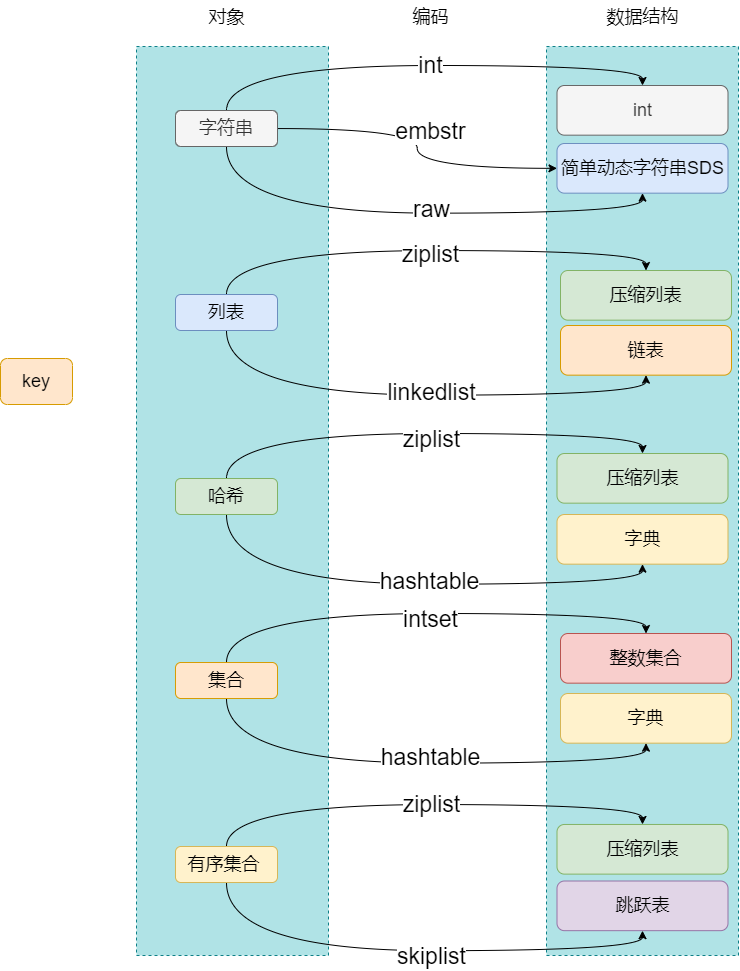 对象 编码 数据结构
int
int
字符串
embstr
简单动态字符串SDS
raw
ziplist
压缩列表
列表
链表
key
linkedlist
ziplist
压缩列表
哈希
字典
hashtable
intset
整数集合
集合
字典
hashtable
ziplist
压缩列表
有序集合
跳跃表
skiplist